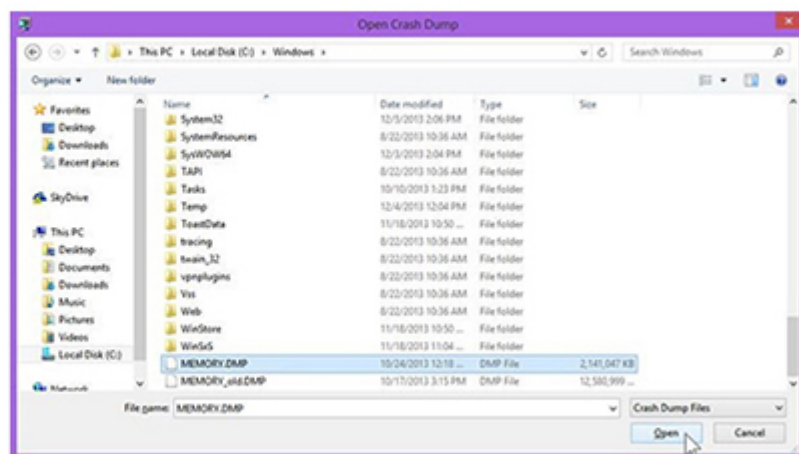 Open Crash Dump
This PC Local Disk (C:) Windows
Search Windows
Organize New folder
Name Date modified Type Size
Favorites
Desktop
Downloads
Recent places
SkyDrive
This PC
Desktop
Documents
Downloads
Music
Pictures
Videos
Local Disk (C:)
Network
System32 12/5/2013 2:06 PM File folder
SystemResources 8/22/2013 10:36 AM File folder
SysWOW64 12/3/2013 2:04 PM File folder
TAPI 8/22/2013 10:36 AM File folder
Tasks 10/10/2013 1:23 PM File folder
Temp 12/4/2013 12:04 PM File folder
ToastData 11/18/2013 10:50 ... File folder
tracing 8/22/2013 10:36 AM File folder
twain_32 8/22/2013 10:36 AM File folder
vpnplugins 8/22/2013 10:36 AM File folder
Vss 8/22/2013 10:36 AM File folder
Web 8/22/2013 10:36 AM File folder
WinStore 11/18/2013 10:50 ... File folder
WinSxS 11/18/2013 11:04 ... File folder
MEMORY.DMP 10/24/2013 12:18 ... DMP File 2,141,047 KB
MEMORY_old.DMP 10/17/2013 3:15 PM DMP File 12,580,999 ...
File name: MEMORY.DMP Crash Dump Files
Open Cancel